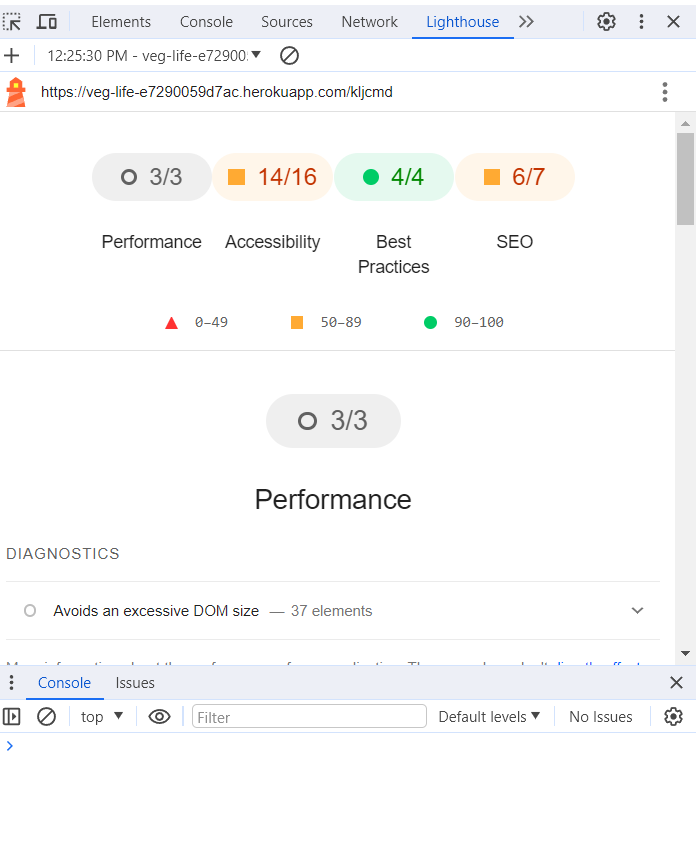 Elements Console Sources Network Lighthouse
12:25:30 PM - veg-life-e7290059
https://veg-life-e7290059d7ac.herokuapp.com/kljcmd
3/3 14/16 4/4 6/7
Performance Accessibility Best Practices SEO
0–49 50–89 90–100
3/3
Performance
DIAGNOSTICS
Avoids an excessive DOM size — 37 elements
Console Issues
top Filter Default levels No Issues